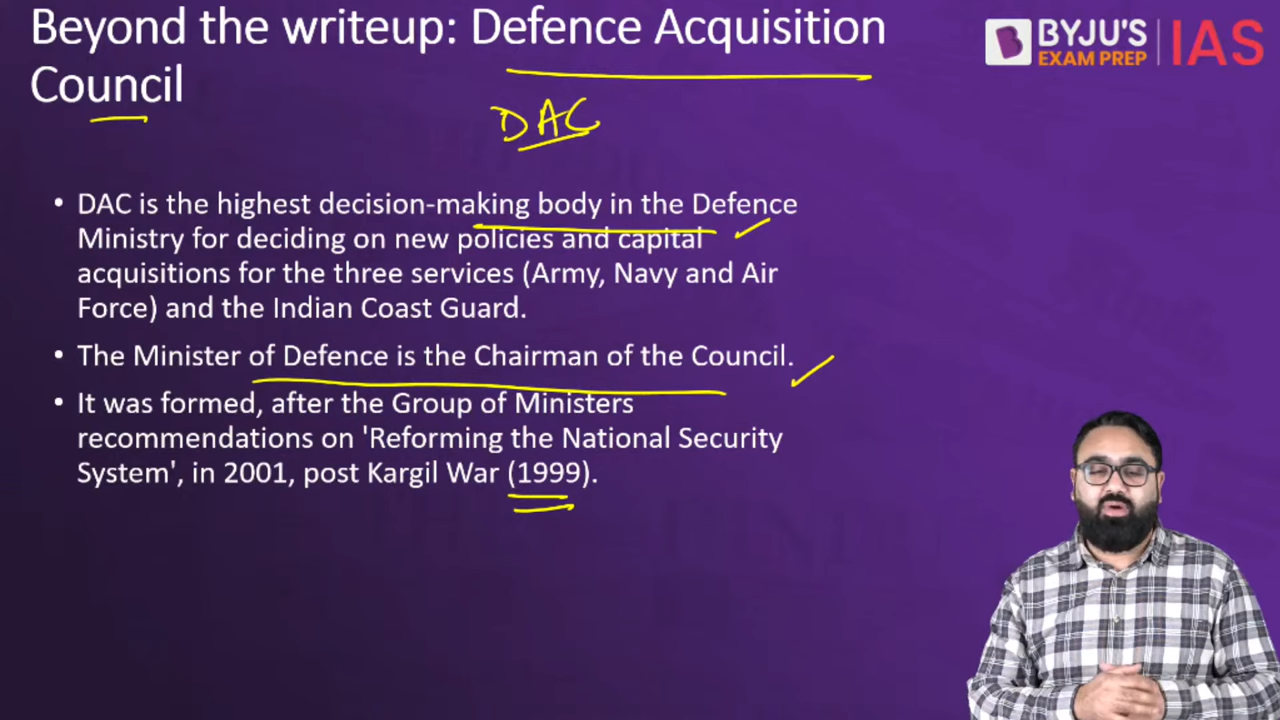 Beyond the writeup: Defence Acquisition
Council
BYJU'S
EXAM PREP
IAS
DAC
• DAC is the highest decision-making body in the Defence
Ministry for deciding on new policies and capital
acquisitions for the three services (Army, Navy and Air
Force) and the Indian Coast Guard.
• The Minister of Defence is the Chairman of the Council.
• It was formed, after the Group of Ministers
recommendations on 'Reforming the National Security
System', in 2001, post Kargil War (1999).